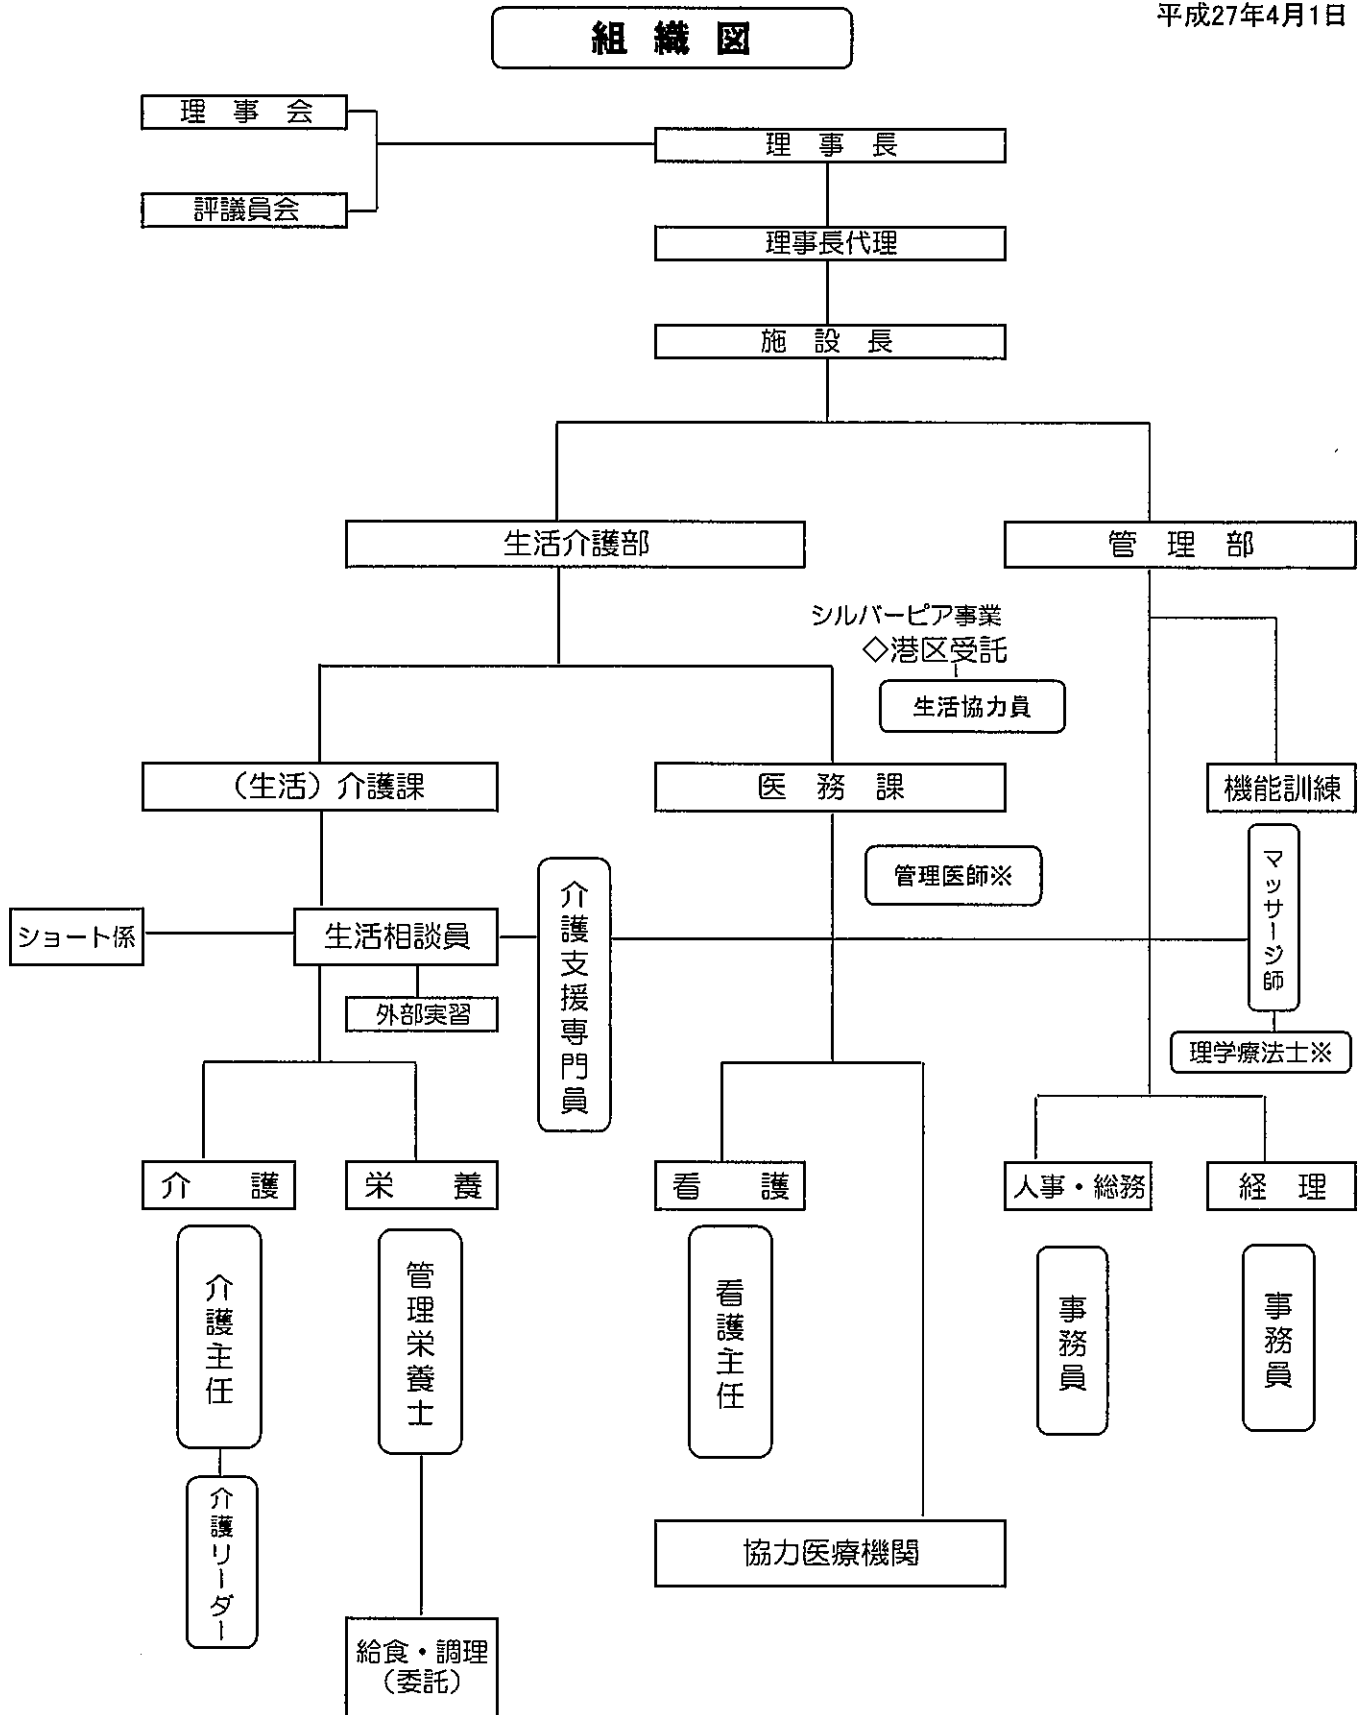 平成27年4月1日
組 織 図
理 事 会
理 事 長
評議員会
理事長代理
施 設 長
生活介護部
管 理 部
シルバーピア事業
◇港区受託
生活協力員
（生活）介護課
医 務 課
機能訓練
管理医師※
マッサージ師
介護支援専門員
ショート係
生活相談員
外部実習
理学療法士※
介 護
栄 養
看 護
人事・総務
経 理
介護主任
管理栄養士
看護主任
事務員
事務員
介護リーダー
協力医療機関
給食・調理
（委託）